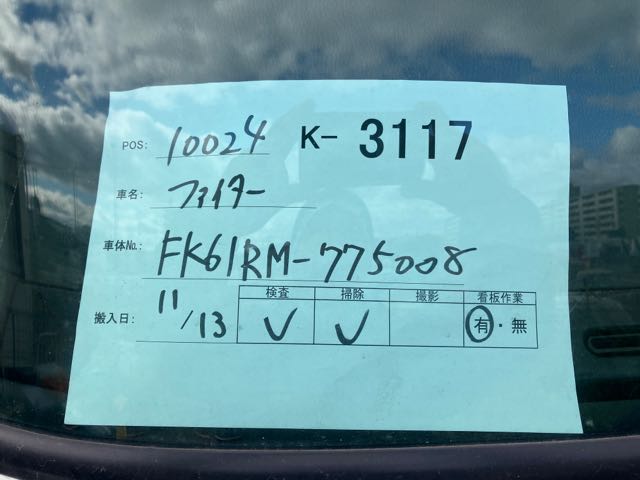 POS: 10024 K- 3117
車名: ファイター
車体No.: FK61RM-775008
搬入日: 11/13
検査 掃除 撮影 看板作業
✓ ✓ 有・無